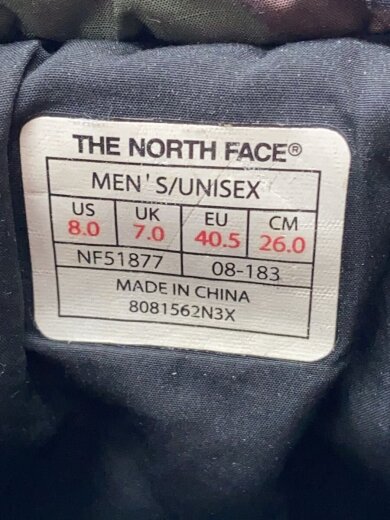 THE NORTH FACE®
MEN'S/UNISEX
US UK EU CM
8.0 7.0 40.5 26.0
NF51877 08-183
MADE IN CHINA
8081562N3X